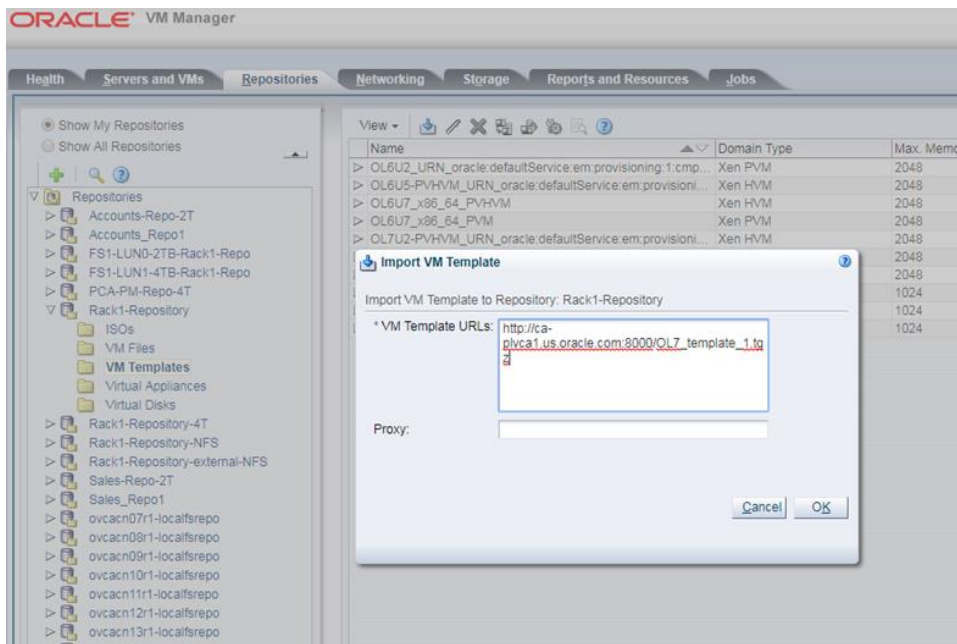 ORACLE VM Manager
Health Servers and VMs Repositories Networking Storage Reports and Resources Jobs
Show My Repositories
Show All Repositories
Repositories
Accounts-Repo-2T
Accounts_Repo1
FS1-LUN0-2TB-Rack1-Repo
FS1-LUN1-4TB-Rack1-Repo
PCA-PM-Repo-4T
Rack1-Repository
ISOs
VM Files
VM Templates
Virtual Appliances
Virtual Disks
Rack1-Repository-4T
Rack1-Repository-NFS
Rack1-Repository-external-NFS
Sales-Repo-2T
Sales_Repo1
ovcacn07r1-localfsrepo
ovcacn08r1-localfsrepo
ovcacn09r1-localfsrepo
ovcacn10r1-localfsrepo
ovcacn11r1-localfsrepo
ovcacn12r1-localfsrepo
ovcacn13r1-localfsrepo
View
Name Domain Type Max. Memo
OL6U2_URN_oracle:defaultService:em:provisioning:1:cmp... Xen PVM 2048
OL6U5-PVHVM_URN_oracle:defaultService:em:provisioni... Xen HVM 2048
OL6U7_x86_64_PVHVM Xen HVM 2048
OL6U7_x86_64_PVM Xen PVM 2048
OL7U2-PVHVM_URN_oracle:defaultService:em:provisioni... Xen HVM 2048
2048
2048
1024
1024
1024
Import VM Template
Import VM Template to Repository: Rack1-Repository
* VM Template URLs: http://ca-
plvca1.us.oracle.com:8000/OL7_template_1.tg
z
Proxy:
Cancel OK